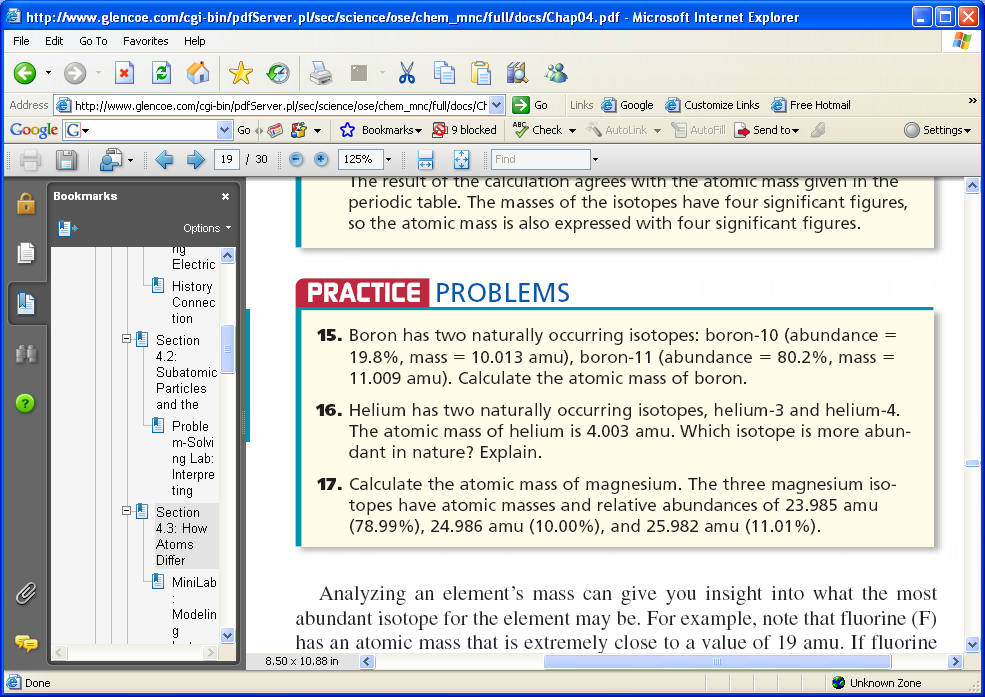 http://www.glencoe.com/cgi-bin/pdfServer.pl/sec/science/ose/chem_mnc/full/docs/Chap04.pdf - Microsoft Internet Explorer
File Edit Go To Favorites Help
Address http://www.glencoe.com/cgi-bin/pdfServer.pl/sec/science/ose/chem_mnc/full/docs/Ch Go Links Google Customize Links Free Hotmail »
Google G Go Bookmarks 9 blocked ABC Check AutoLink AutoFill Send to Settings
19 / 30 125% Find
Bookmarks x
Options
ng
Electric
History
Connec
tion
Section
4.2:
Subatomic
Particles
and the
Proble
m-Solvi
ng Lab:
Interpre
ting
Section
4.3: How
Atoms
Differ
MiniLab
:
Modelin
g
The result of the calculation agrees with the atomic mass given in the
periodic table. The masses of the isotopes have four significant figures,
so the atomic mass is also expressed with four significant figures.
PRACTICE PROBLEMS
15. Boron has two naturally occurring isotopes: boron-10 (abundance =
19.8%, mass = 10.013 amu), boron-11 (abundance = 80.2%, mass =
11.009 amu). Calculate the atomic mass of boron.
16. Helium has two naturally occurring isotopes, helium-3 and helium-4.
The atomic mass of helium is 4.003 amu. Which isotope is more abun-
dant in nature? Explain.
17. Calculate the atomic mass of magnesium. The three magnesium iso-
topes have atomic masses and relative abundances of 23.985 amu
(78.99%), 24.986 amu (10.00%), and 25.982 amu (11.01%).
Analyzing an element's mass can give you insight into what the most
abundant isotope for the element may be. For example, note that fluorine (F)
has an atomic mass that is extremely close to a value of 19 amu. If fluorine
8.50 x 10.88 in
Done Unknown Zone